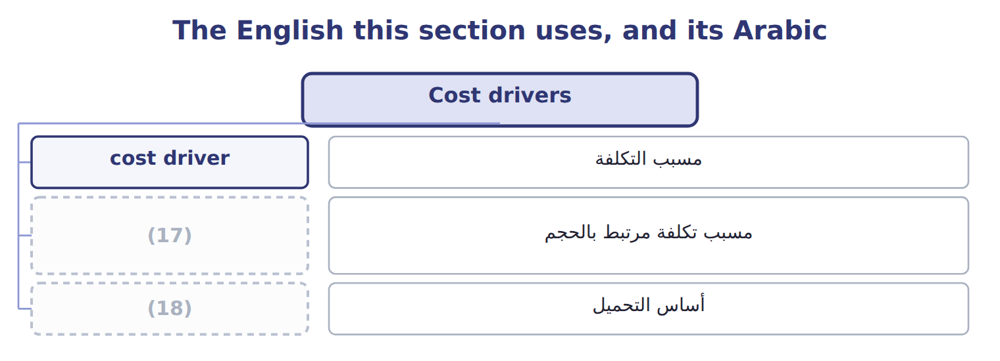 The English this section uses, and its Arabic
Cost drivers
cost driver
مسبب التكلفة
(17)
مسبب تكلفة مرتبط بالحجم
(18)
أساس التحميل